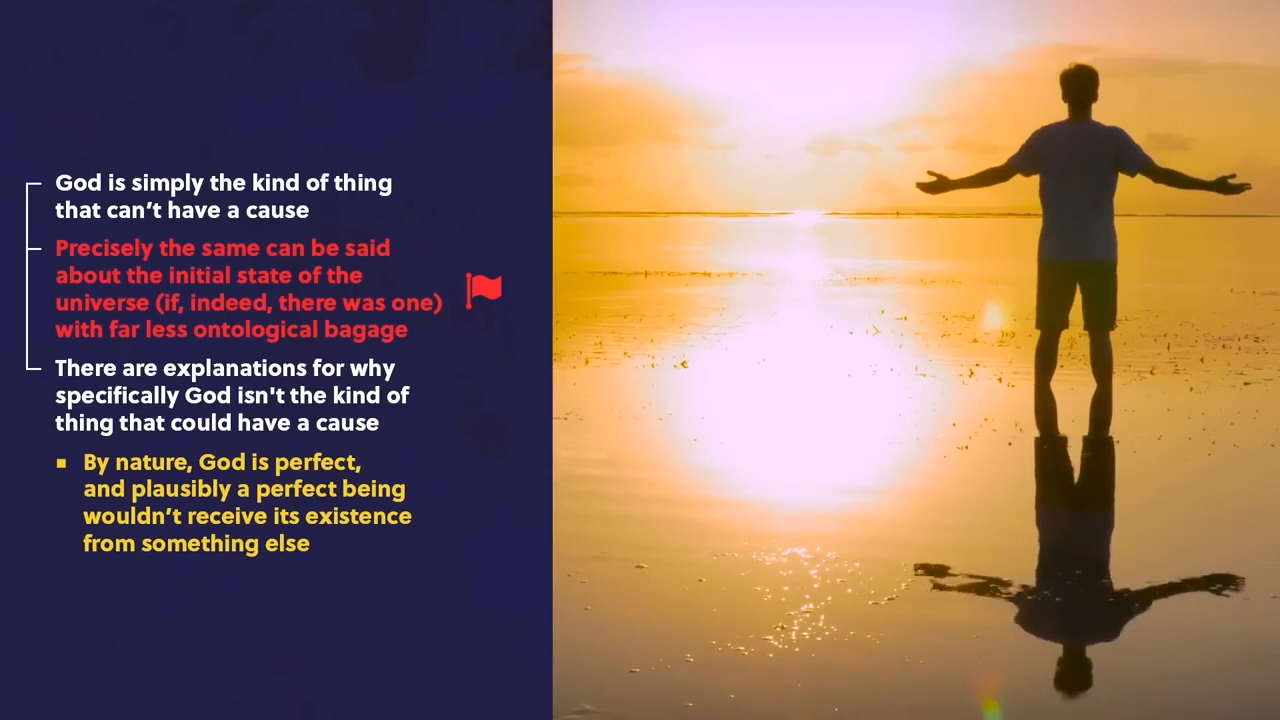 God is simply the kind of thing
that can’t have a cause
Precisely the same can be said
about the initial state of the
universe (if, indeed, there was one)
with far less ontological bagage
There are explanations for why
specifically God isn't the kind of
thing that could have a cause
By nature, God is perfect,
and plausibly a perfect being
wouldn’t receive its existence
from something else